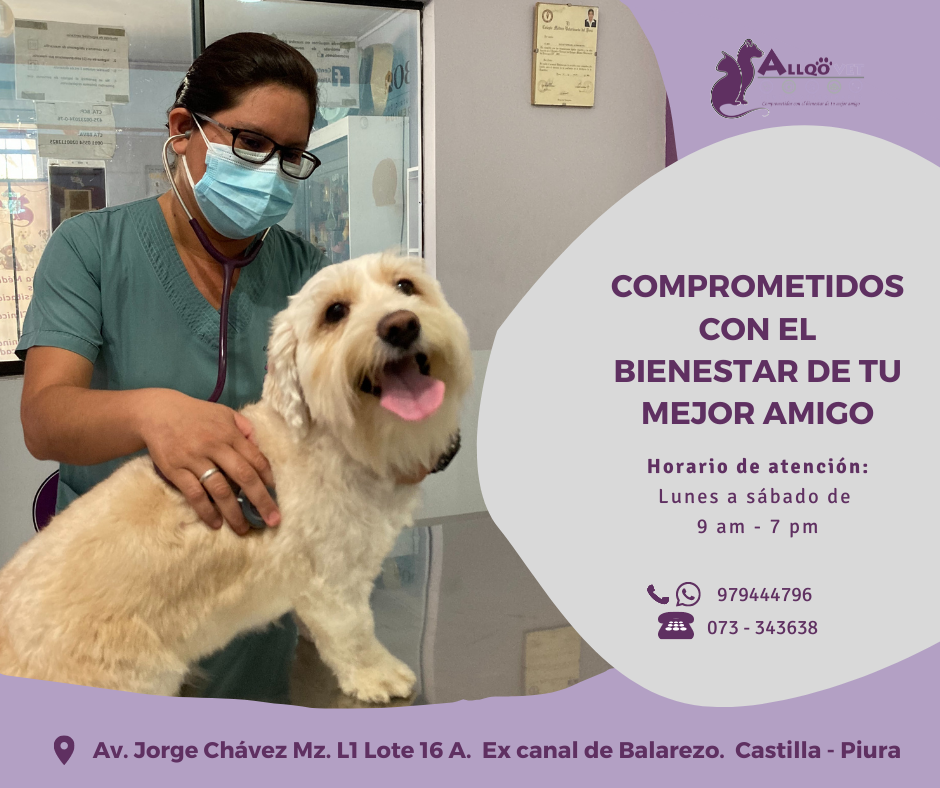 ALLQO
COMPROMETIDOS
CON EL
BIENESTAR DE TU
MEJOR AMIGO
Horario de atención:
Lunes a sábado de
9 am - 7 pm
979444796
073 - 343638
Av. Jorge Chávez Mz. L1 Lote 16 A. Ex canal de Balarezo. Castilla - Piura